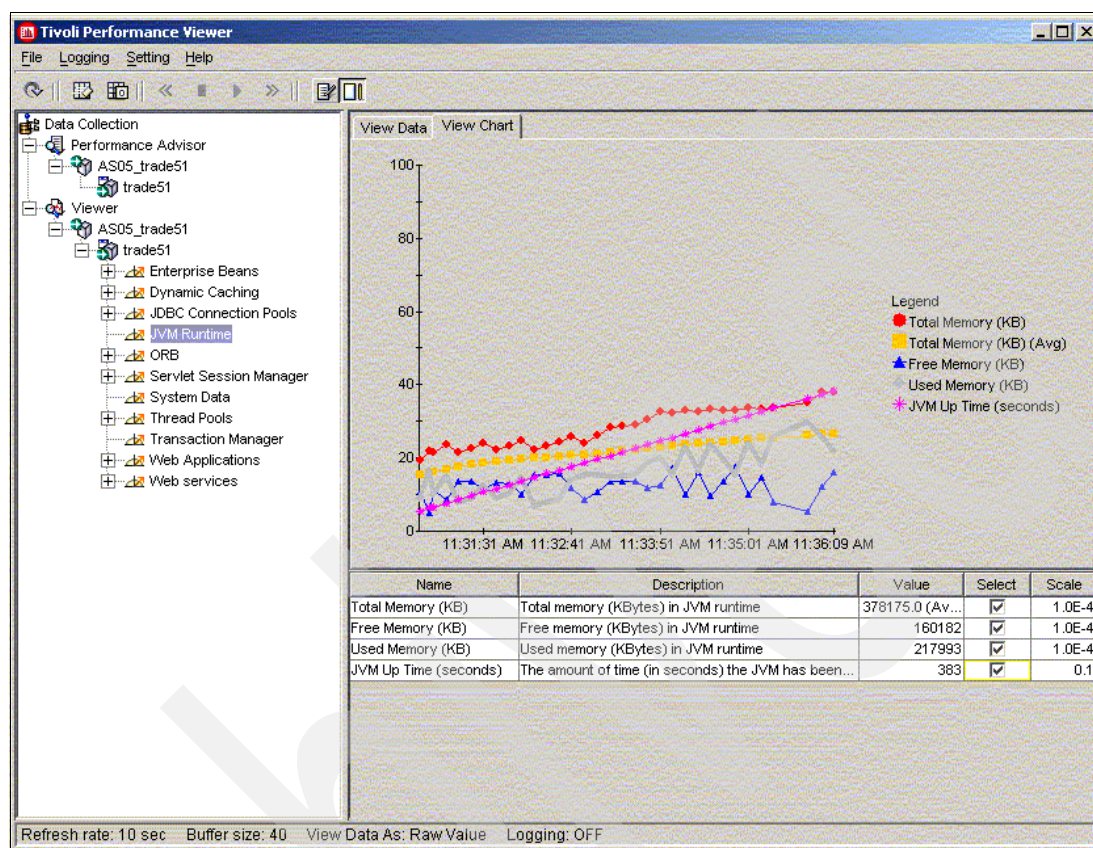 Tivoli Performance Viewer
File Logging Setting Help
Data Collection
Performance Advisor
AS05_trade51
trade51
Viewer
AS05_trade51
trade51
Enterprise Beans
Dynamic Caching
JDBC Connection Pools
JVM Runtime
ORB
Servlet Session Manager
System Data
Thread Pools
Transaction Manager
Web Applications
Web services
View Data View Chart
100
80
60
40
20
0
11:31:31 AM 11:32:41 AM 11:33:51 AM 11:35:01 AM 11:36:09 AM
Legend
Total Memory (KB)
Total Memory (KB) (Avg)
Free Memory (KB)
Used Memory (KB)
JVM Up Time (seconds)
Name Description Value Select Scale
Total Memory (KB) Total memory (KBytes) in JVM runtime 378175.0 (Av... 1.0E-4
Free Memory (KB) Free memory (KBytes) in JVM runtime 160182 1.0E-4
Used Memory (KB) Used memory (KBytes) in JVM runtime 217993 1.0E-4
JVM Up Time (seconds) The amount of time (in seconds) the JVM has been... 383 0.1
Refresh rate: 10 sec Buffer size: 40 View Data As: Raw Value Logging: OFF